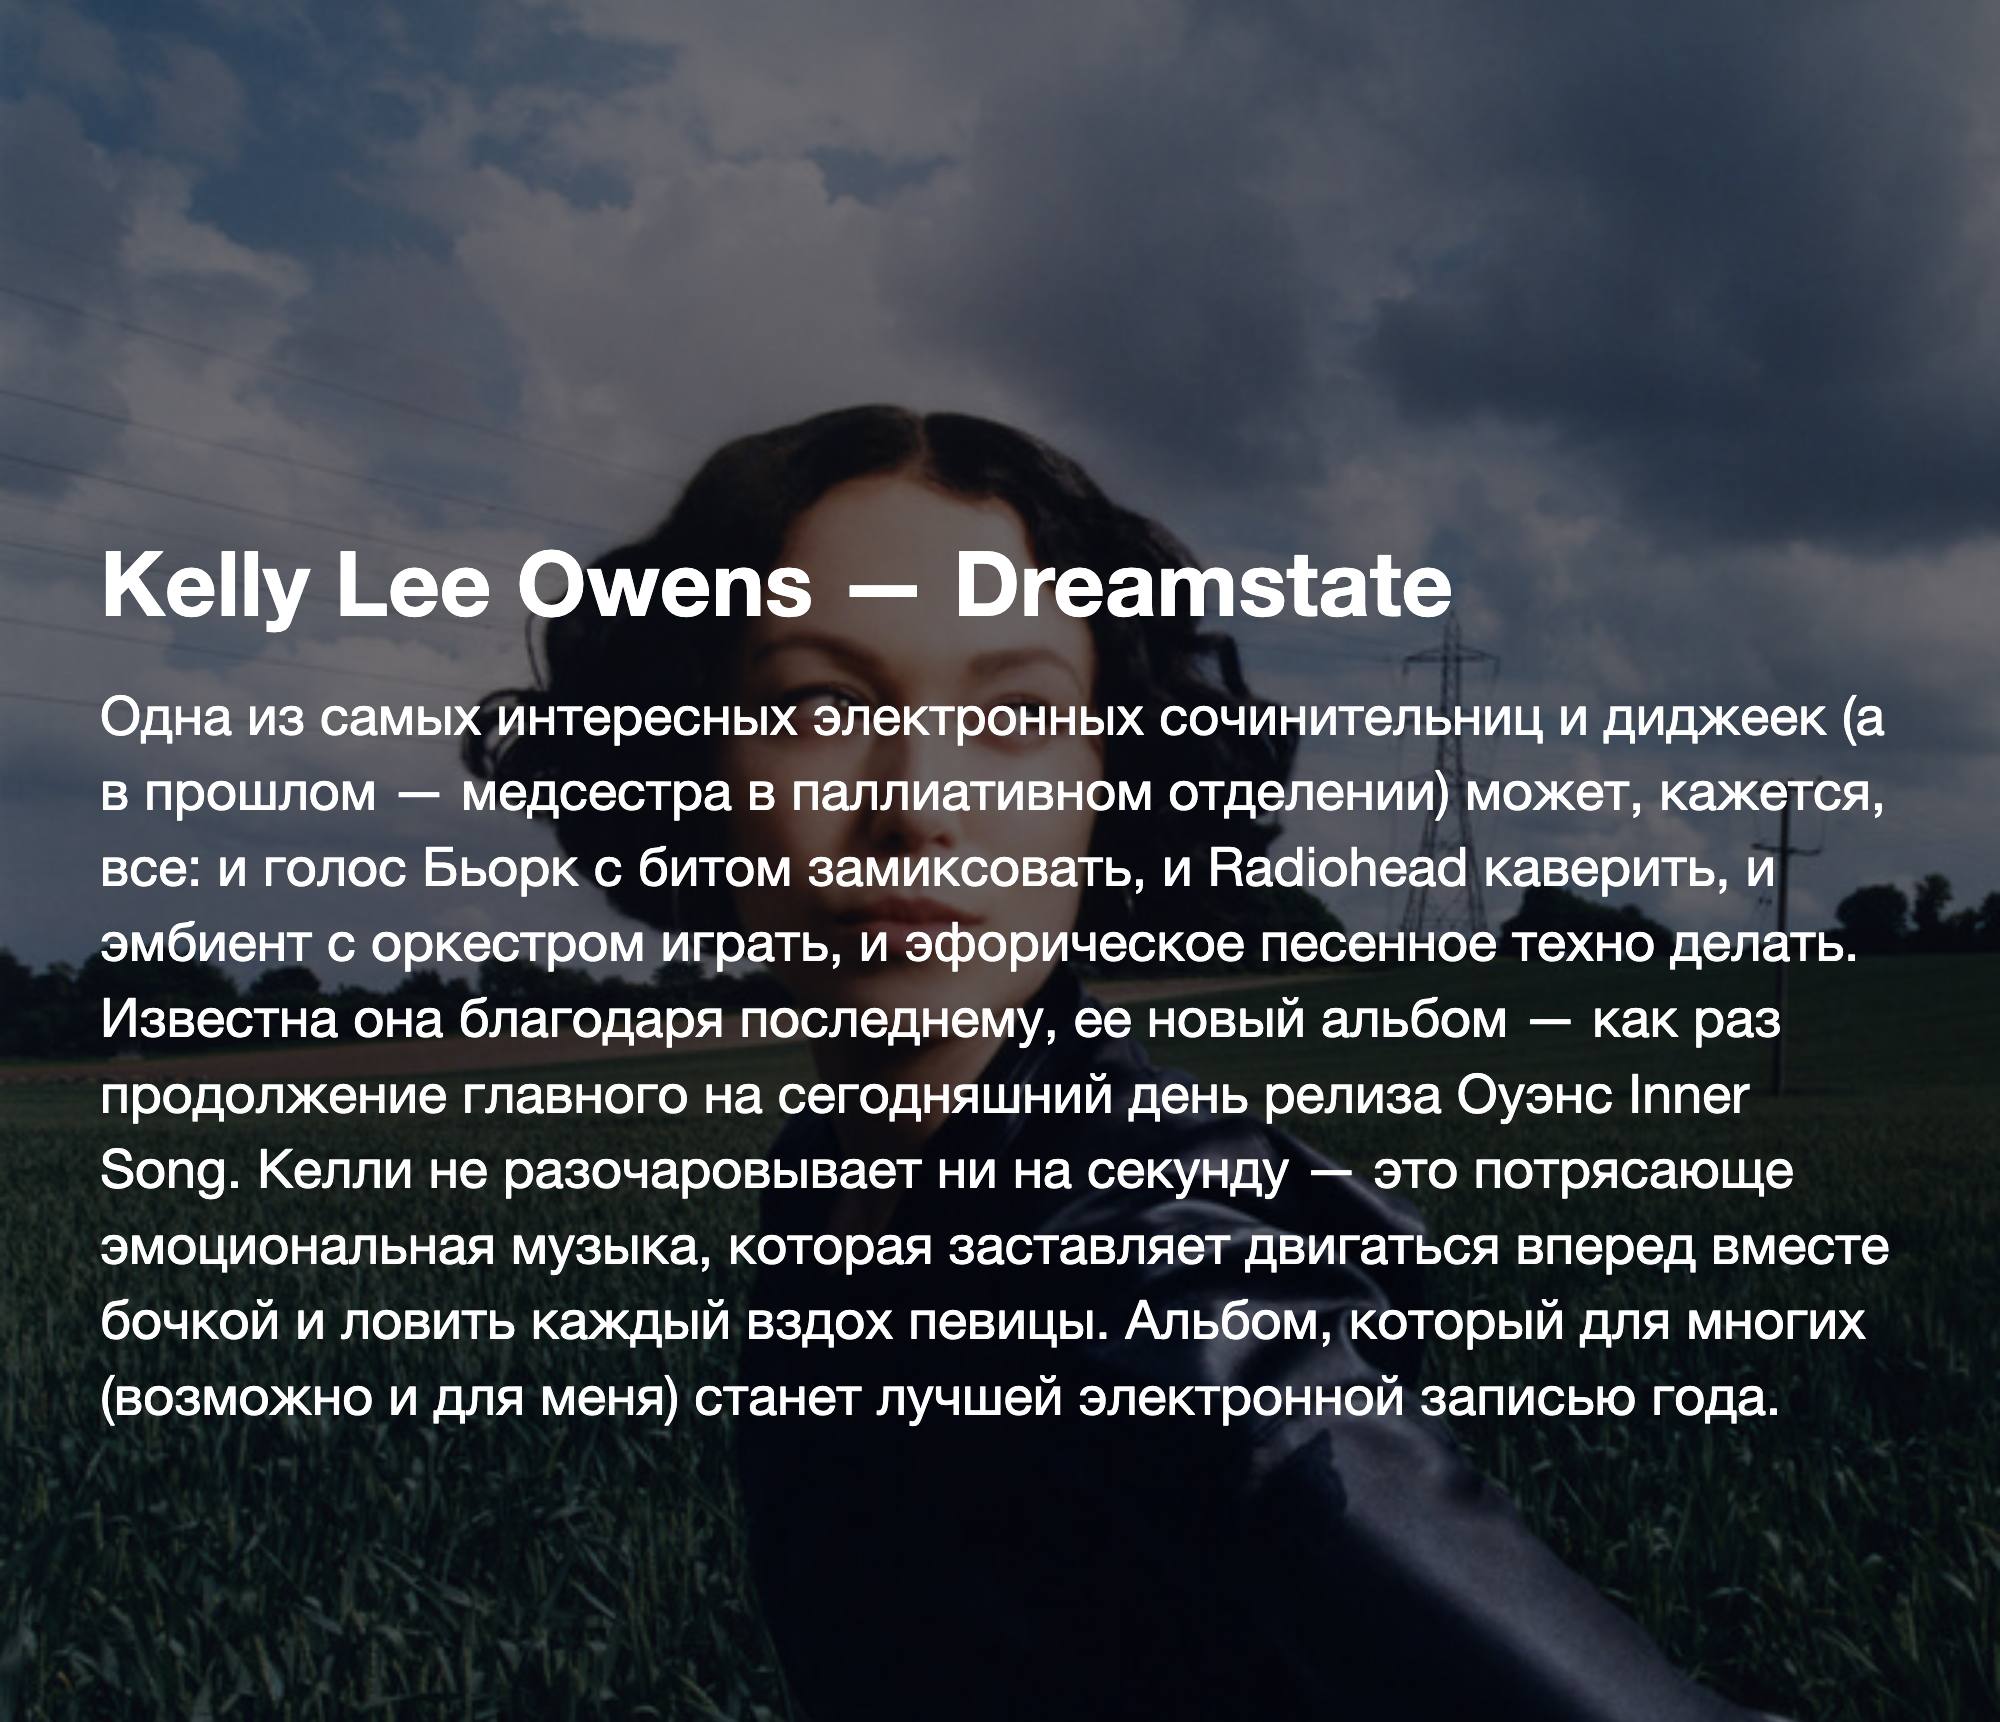 Kelly Lee Owens — Dreamstate
Одна из самых интересных электронных сочинительниц и диджеек (а
в прошлом — медсестра в паллиативном отделении) может, кажется,
все: и голос Бьорк с битом замиксовать, и Radiohead каверить, и
эмбиент с оркестром играть, и эфорическое песенное техно делать.
Известна она благодаря последнему, ее новый альбом — как раз
продолжение главного на сегодняшний день релиза Оуэнс Inner
Song. Келли не разочаровывает ни на секунду — это потрясающе
эмоциональная музыка, которая заставляет двигаться вперед вместе
бочкой и ловить каждый вздох певицы. Альбом, который для многих
(возможно и для меня) станет лучшей электронной записью года.